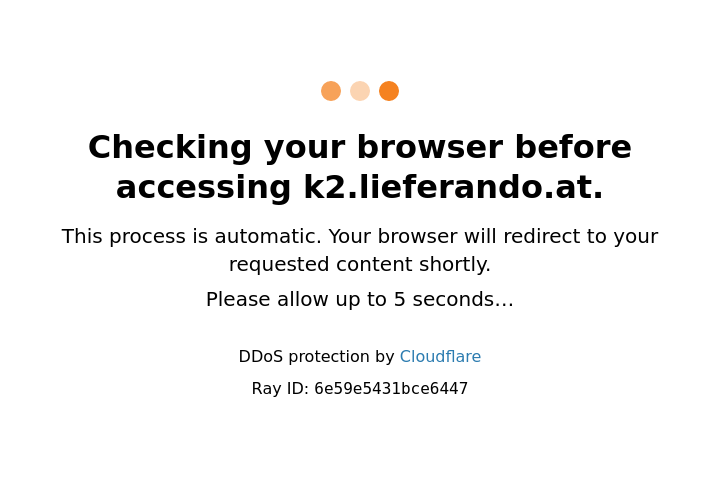 Checking your browser before
accessing k2.lieferando.at.
This process is automatic. Your browser will redirect to your
requested content shortly.
Please allow up to 5 seconds…
DDoS protection by Cloudflare
Ray ID: 6e59e5431bce6447